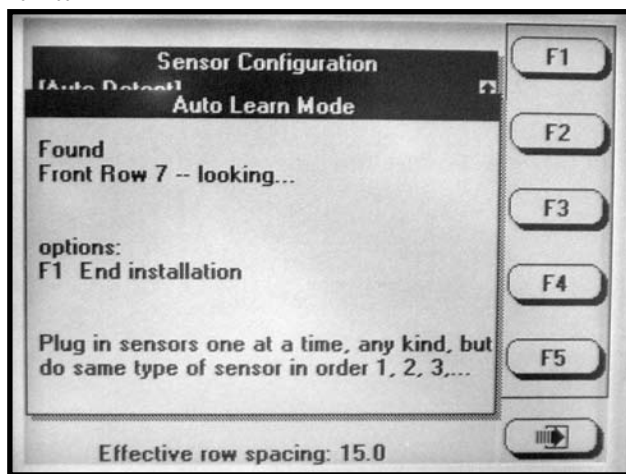 Sensor Configuration
[Auto Detect]
Auto Learn Mode
Found
Front Row 7 -- looking...
options:
F1 End installation
Plug in sensors one at a time, any kind, but
do same type of sensor in order 1, 2, 3,...
Effective row spacing: 15.0
F1
F2
F3
F4
F5